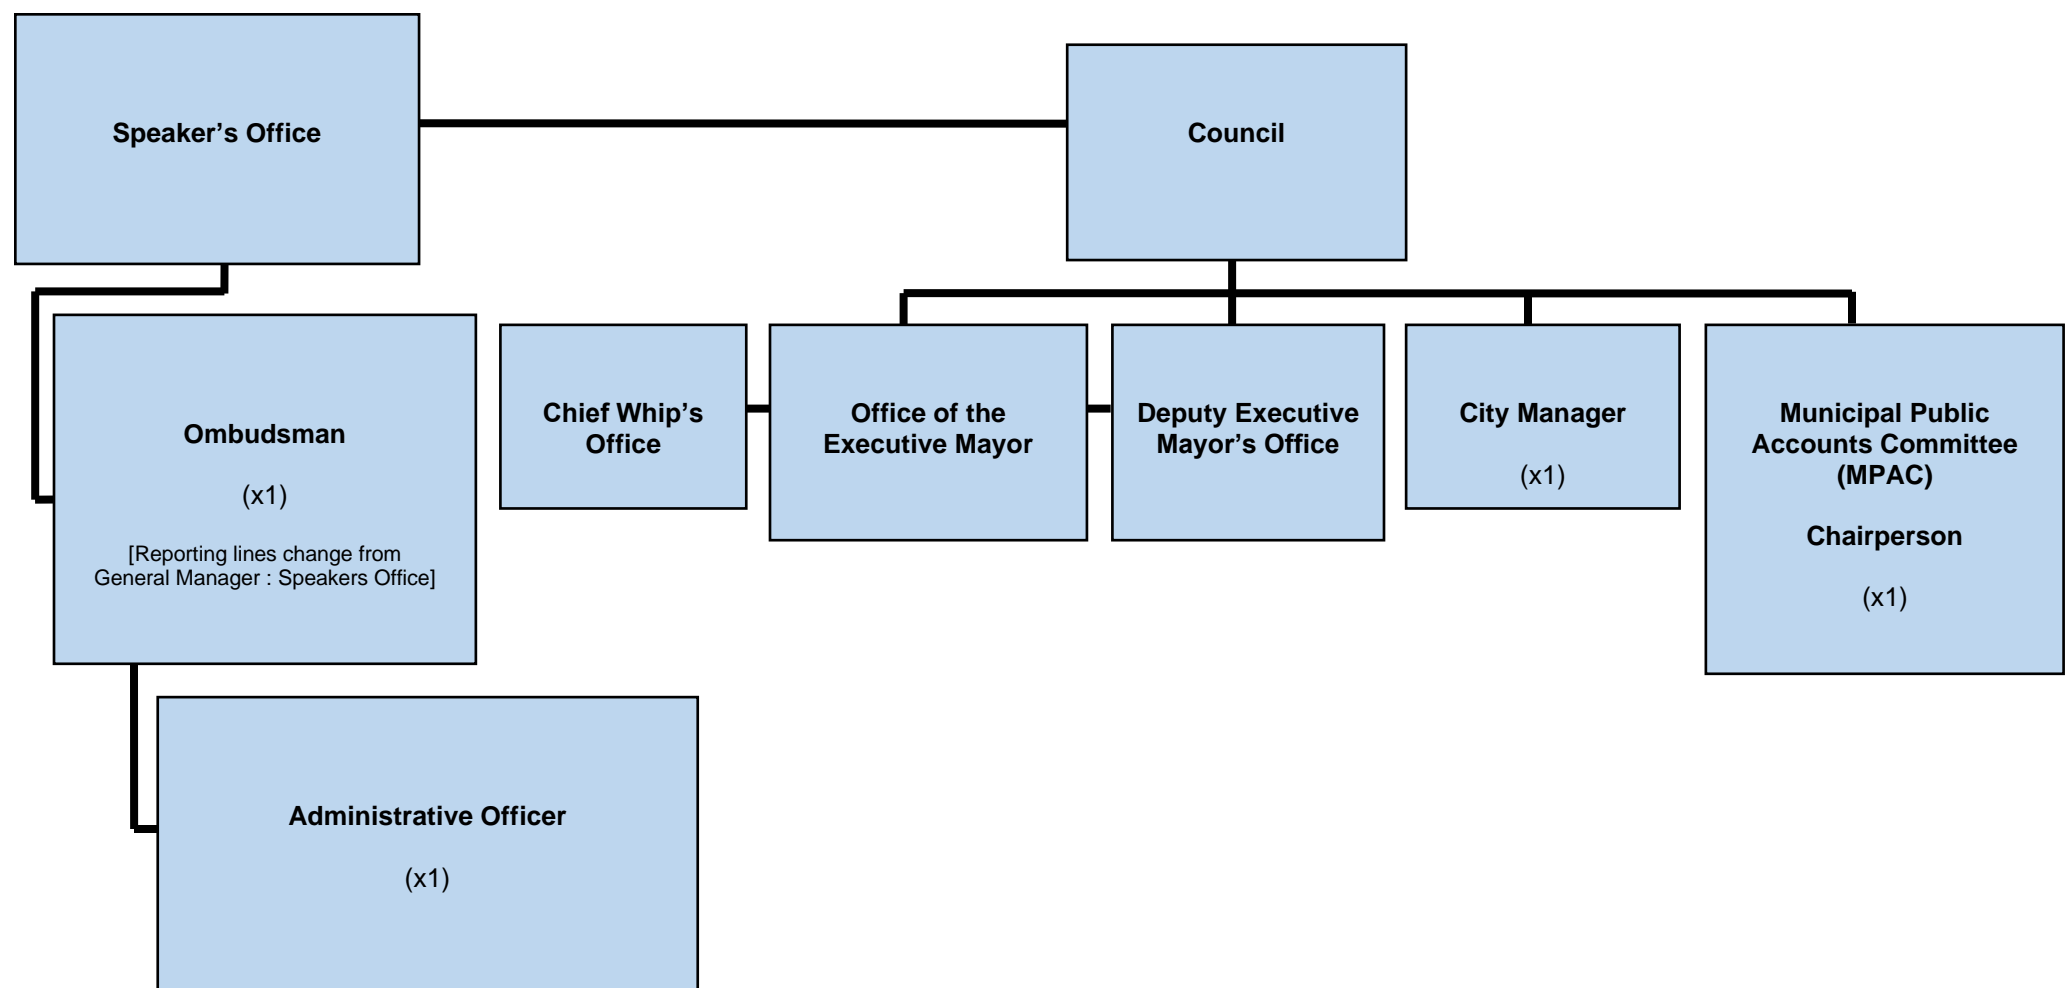 Speaker’s Office
Council
Ombudsman
(x1)
[Reporting lines change from
General Manager : Speakers Office]
Chief Whip’s
Office
Office of the
Executive Mayor
Deputy Executive
Mayor’s Office
City Manager
(x1)
Municipal Public
Accounts Committee
(MPAC)
Chairperson
(x1)
Administrative Officer
(x1)